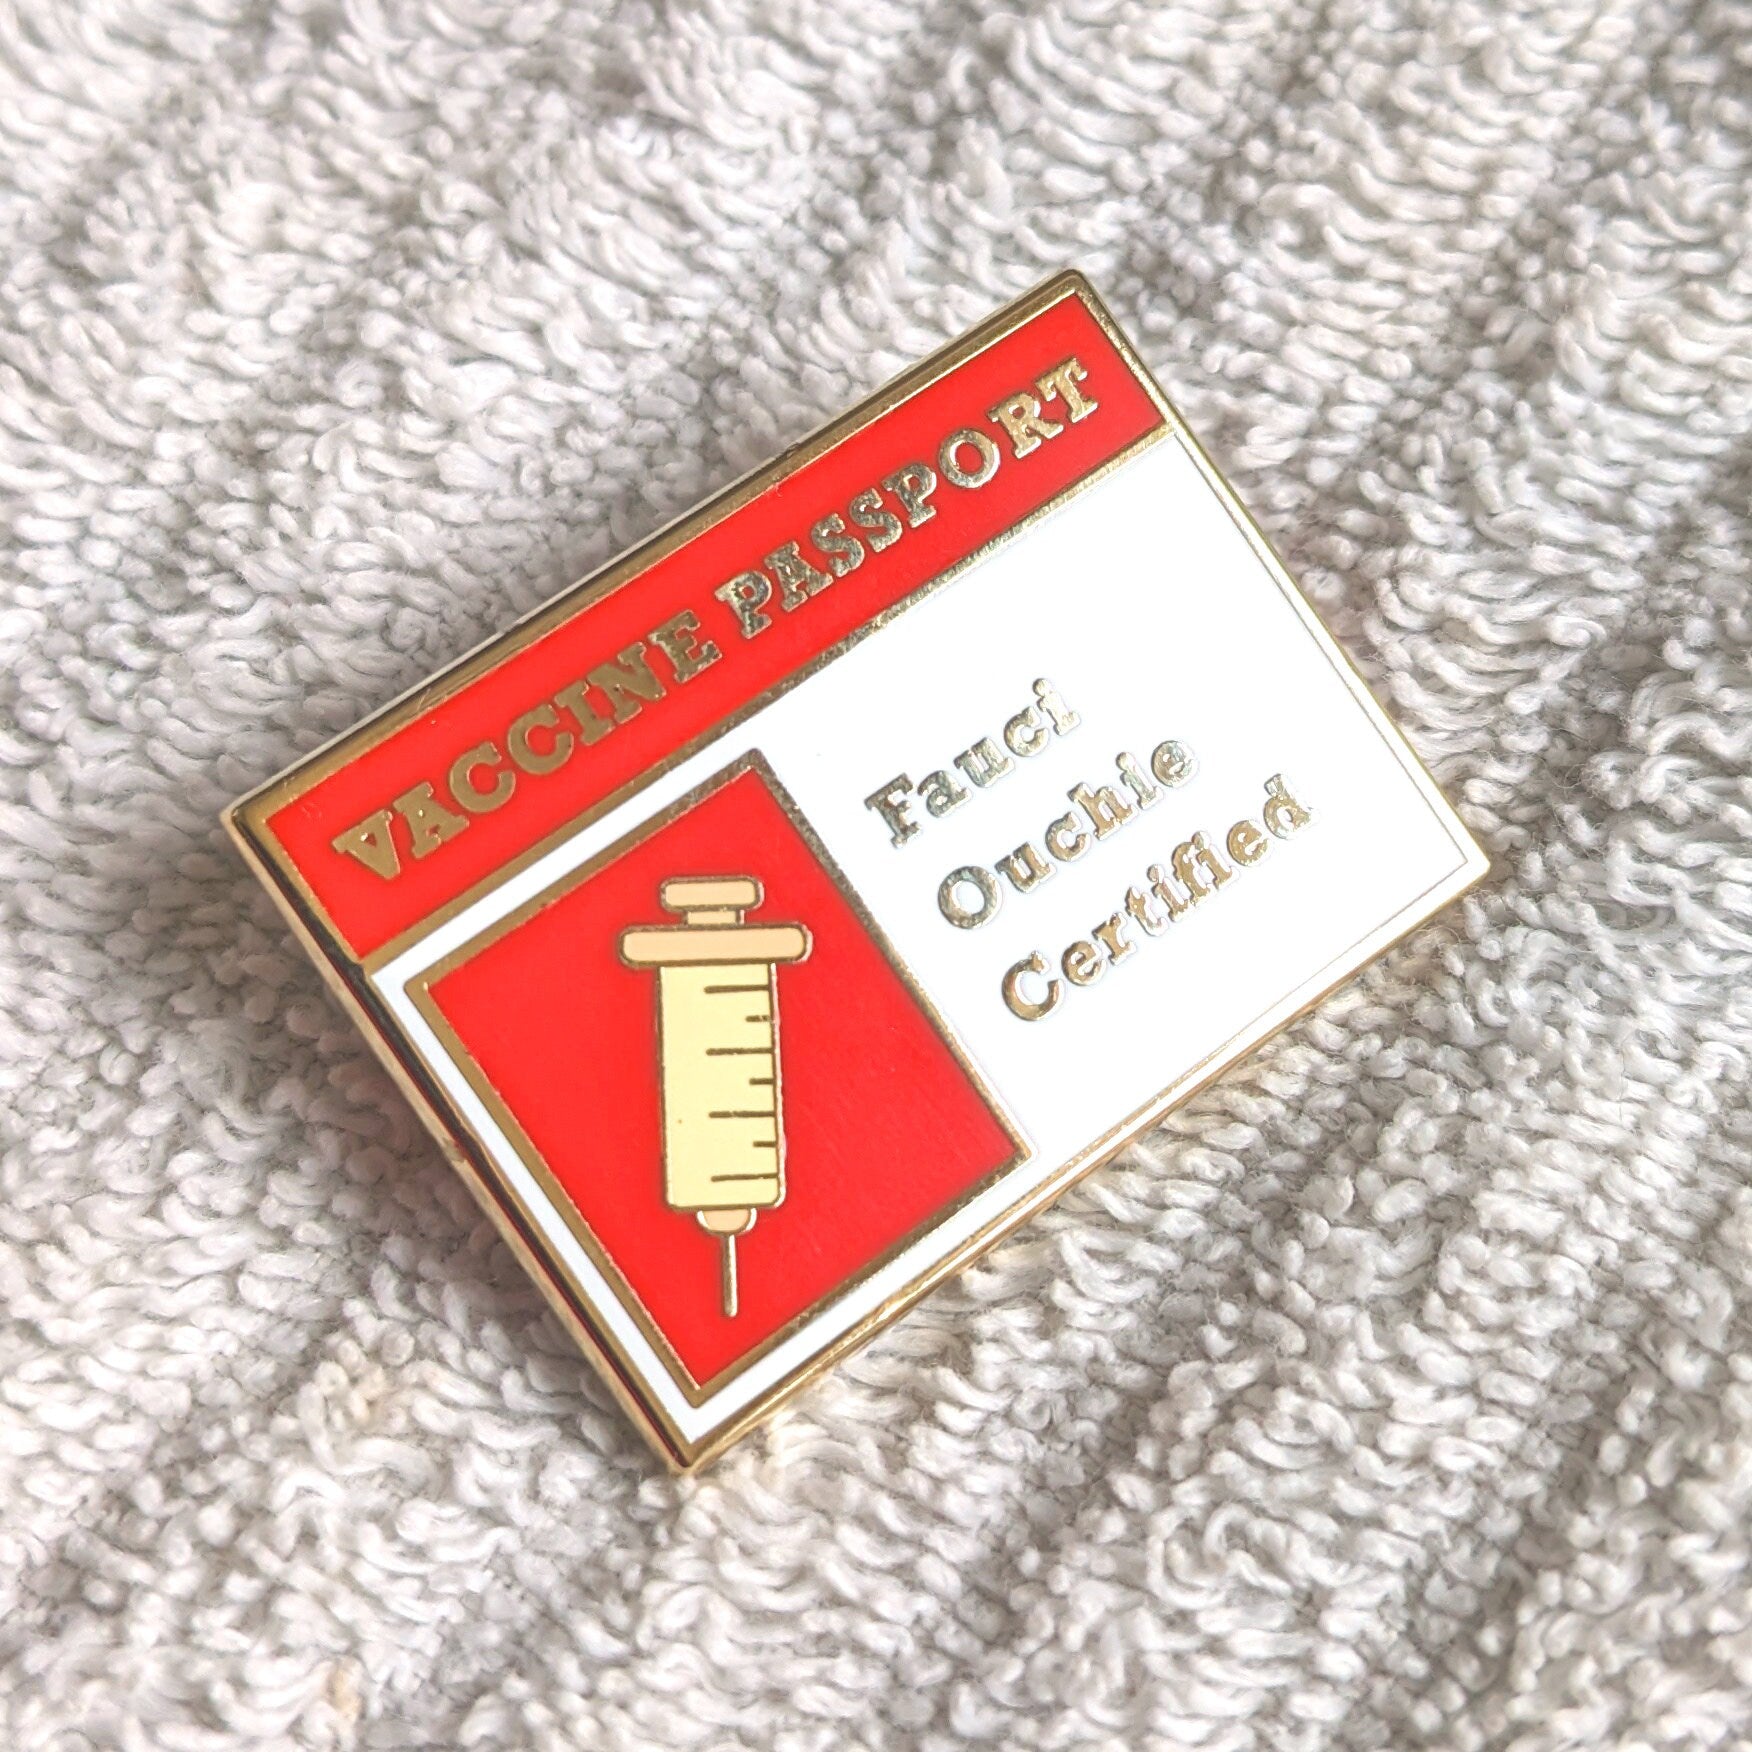 VACCINE PASSPORT
Fauci
Ouchie
Certified